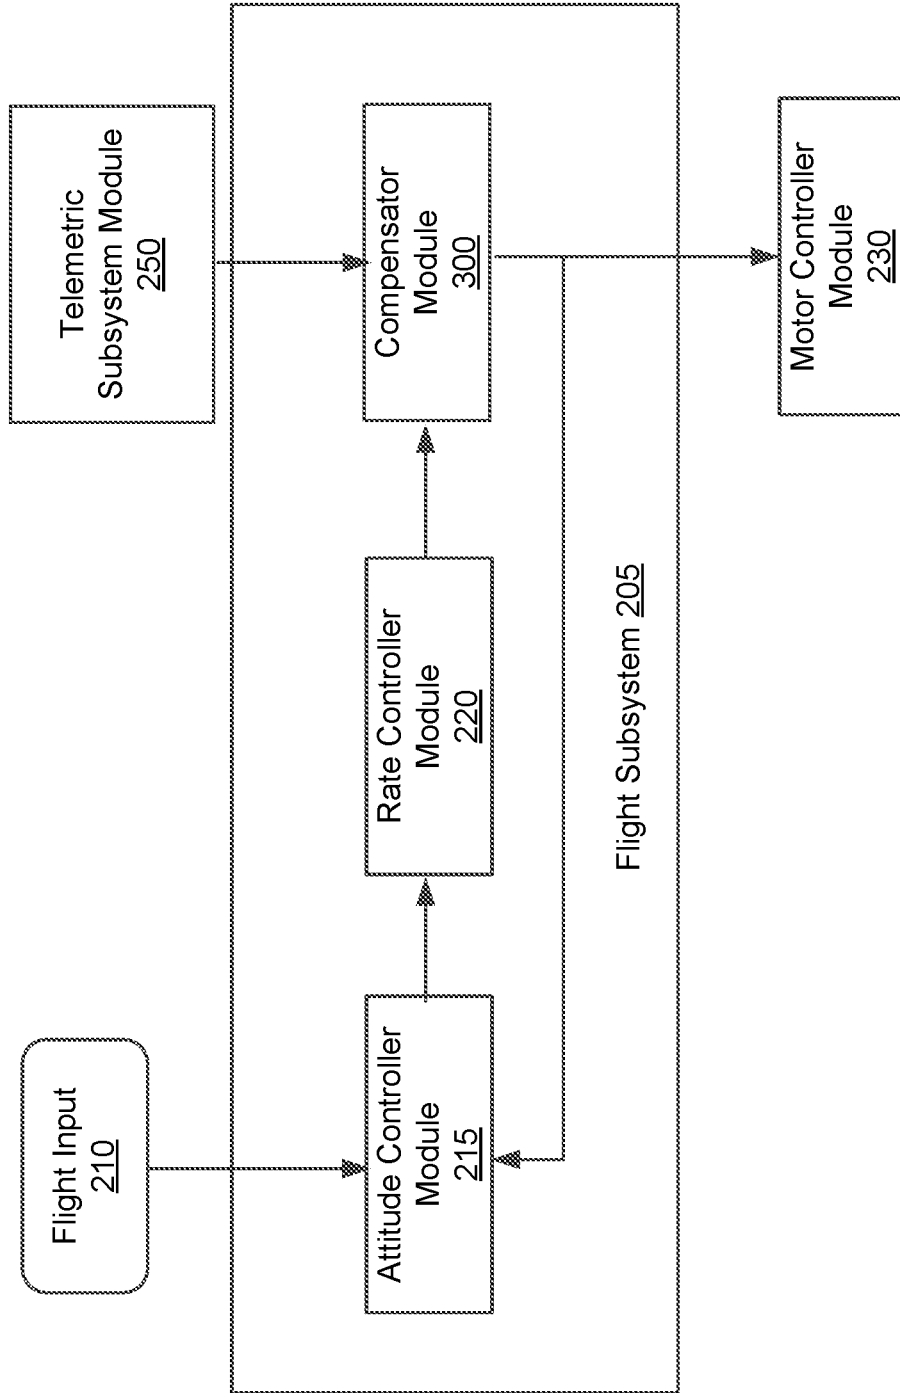 Flight Input
210
Telemetric
Subsystem Module
250
Attitude Controller
Module
215
Rate Controller
Module
220
Compensator
Module
300
Flight Subsystem 205
Motor Controller
Module
230